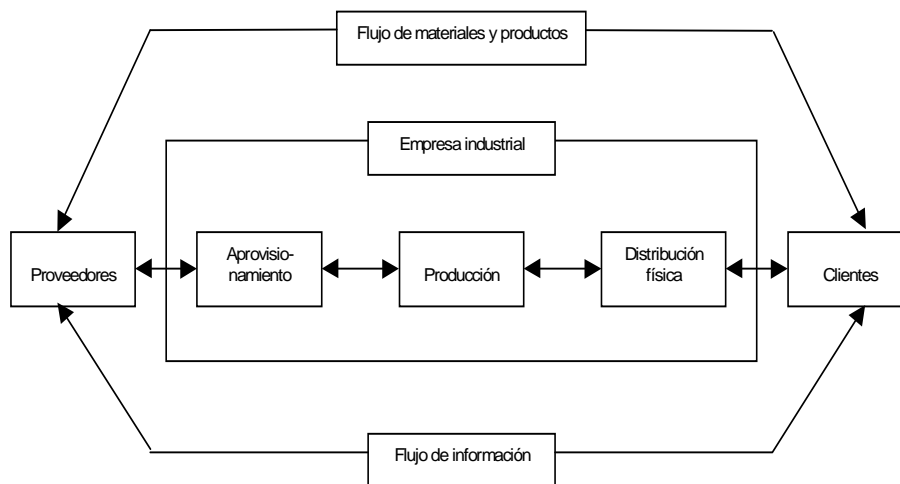 Flujo de materiales y productos
Empresa industrial
Proveedores
Aprovisio-
namiento
Producción
Distribución
física
Clientes
Flujo de información